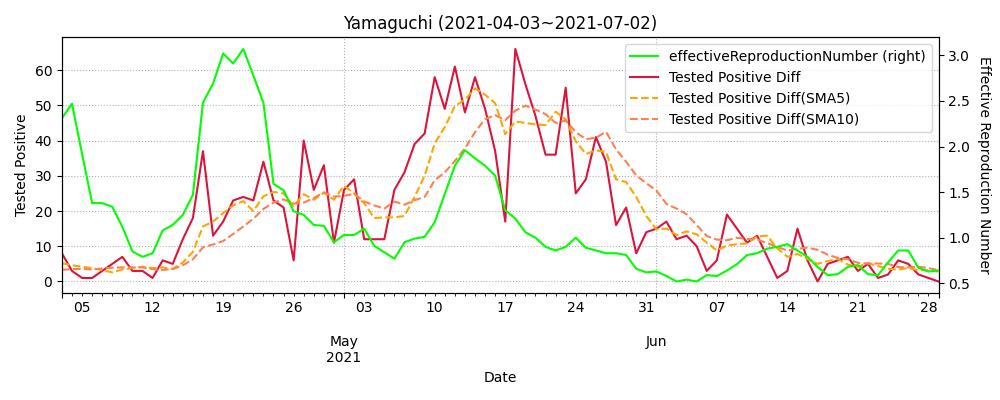 Yamaguchi (2021-04-03~2021-07-02)
effectiveReproductionNumber (right)
Tested Positive Diff
Tested Positive Diff(SMA5)
Tested Positive Diff(SMA10)
Tested Positive
60
50
40
30
20
10
0
Effective Reproduction Number
3.0
2.5
2.0
1.5
1.0
0.5
05 12 19 26 03 10 17 24 31 07 14 21 28
May Jun
2021
Date